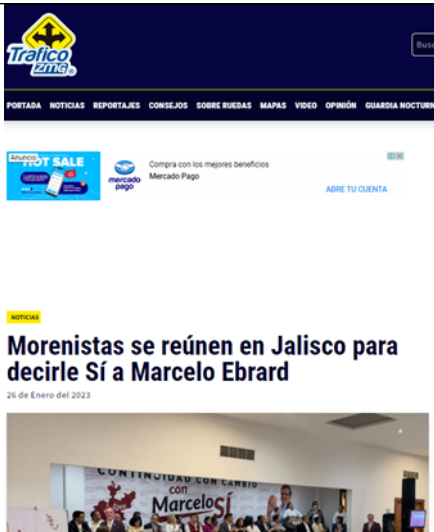 Trafico
ZMG
Busc
PORTADA NOTICIAS REPORTAJES CONSEJOS SOBRE RUEDAS MAPAS VIDEO OPINIÓN GUARDIA NOCTURN
Anuncio
HOT SALE
mercado
pago
Compra con los mejores beneficios
Mercado Pago
ABRE TU CUENTA
NOTICIAS
Morenistas se reúnen en Jalisco para
decirle Sí a Marcelo Ebrard
26 de Enero del 2023
CONTINUIDAD CON CAMBIO
con
Marcelo sí